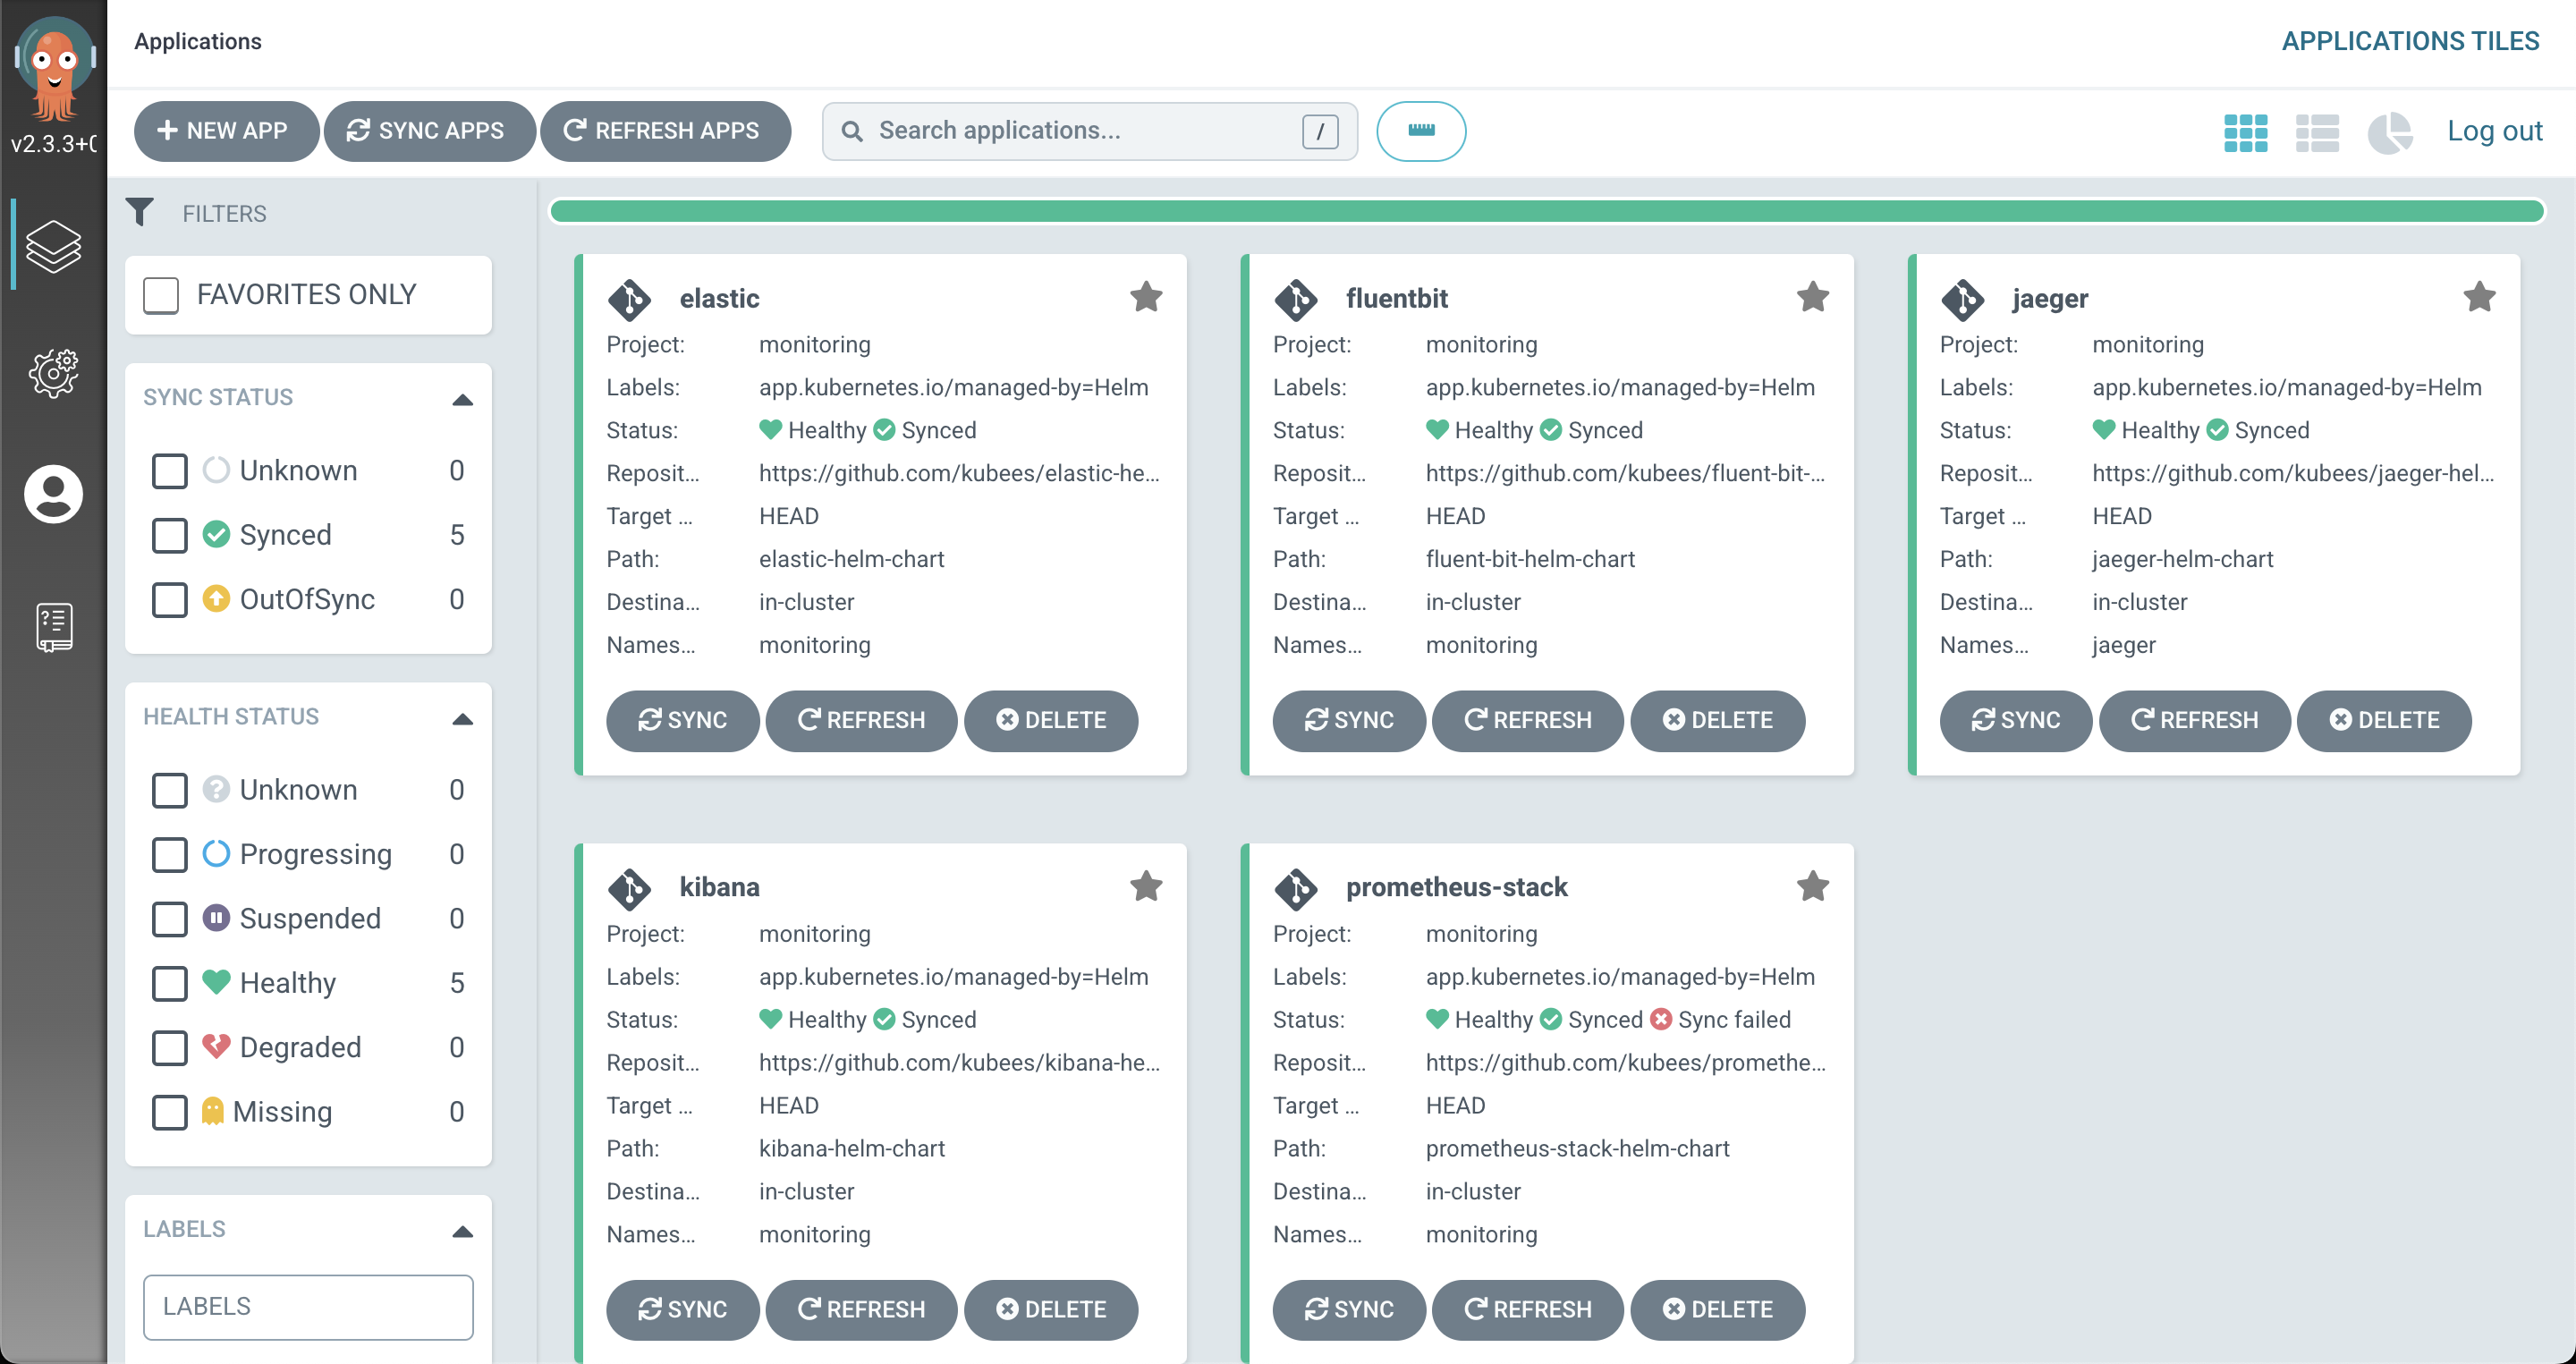 Applications
APPLICATIONS TILES
v2.3.3+
NEW APP
SYNC APPS
REFRESH APPS
Search applications...
/
Log out
FILTERS
FAVORITES ONLY
SYNC STATUS
Unknown 0
Synced 5
OutOfSync 0
HEALTH STATUS
Unknown 0
Progressing 0
Suspended 0
Healthy 5
Degraded 0
Missing 0
LABELS
LABELS
elastic
Project: monitoring
Labels: app.kubernetes.io/managed-by=Helm
Status: Healthy Synced
Reposit... https://github.com/kubees/elastic-he...
Target ... HEAD
Path: elastic-helm-chart
Destina... in-cluster
Names... monitoring
SYNC REFRESH DELETE
fluentbit
Project: monitoring
Labels: app.kubernetes.io/managed-by=Helm
Status: Healthy Synced
Reposit... https://github.com/kubees/fluent-bit-...
Target ... HEAD
Path: fluent-bit-helm-chart
Destina... in-cluster
Names... monitoring
SYNC REFRESH DELETE
jaeger
Project: monitoring
Labels: app.kubernetes.io/managed-by=Helm
Status: Healthy Synced
Reposit... https://github.com/kubees/jaeger-hel...
Target ... HEAD
Path: jaeger-helm-chart
Destina... in-cluster
Names... jaeger
SYNC REFRESH DELETE
kibana
Project: monitoring
Labels: app.kubernetes.io/managed-by=Helm
Status: Healthy Synced
Reposit... https://github.com/kubees/kibana-he...
Target ... HEAD
Path: kibana-helm-chart
Destina... in-cluster
Names... monitoring
SYNC REFRESH DELETE
prometheus-stack
Project: monitoring
Labels: app.kubernetes.io/managed-by=Helm
Status: Healthy Synced Sync failed
Reposit... https://github.com/kubees/promethe...
Target ... HEAD
Path: prometheus-stack-helm-chart
Destina... in-cluster
Names... monitoring
SYNC REFRESH DELETE